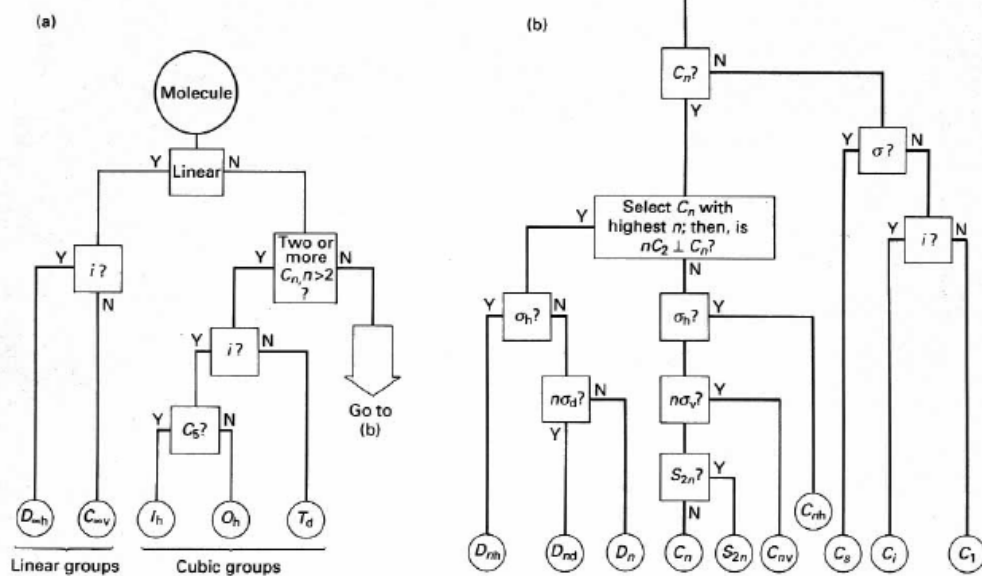 (a)
Molecule
Y
Linear
N
Y
i?
N
Two or
more
Cn, n>2
?
Y
N
Y
i?
N
Go to
(b)
Y
C5?
N
D∞h
C∞v
Ih
Oh
Td
Linear groups
Cubic groups
(b)
Cn?
N
Y
Y
σ?
N
Y
Select Cn with
highest n; then, is
nC2 ⊥ Cn?
N
Y
i?
N
Y
σh?
N
σh?
Y
nσd?
N
Y
nσv?
Y
S2n?
Y
N
Dnh
Dnd
Dn
Cn
S2n
Cnv
Cnh
Cs
Ci
C1